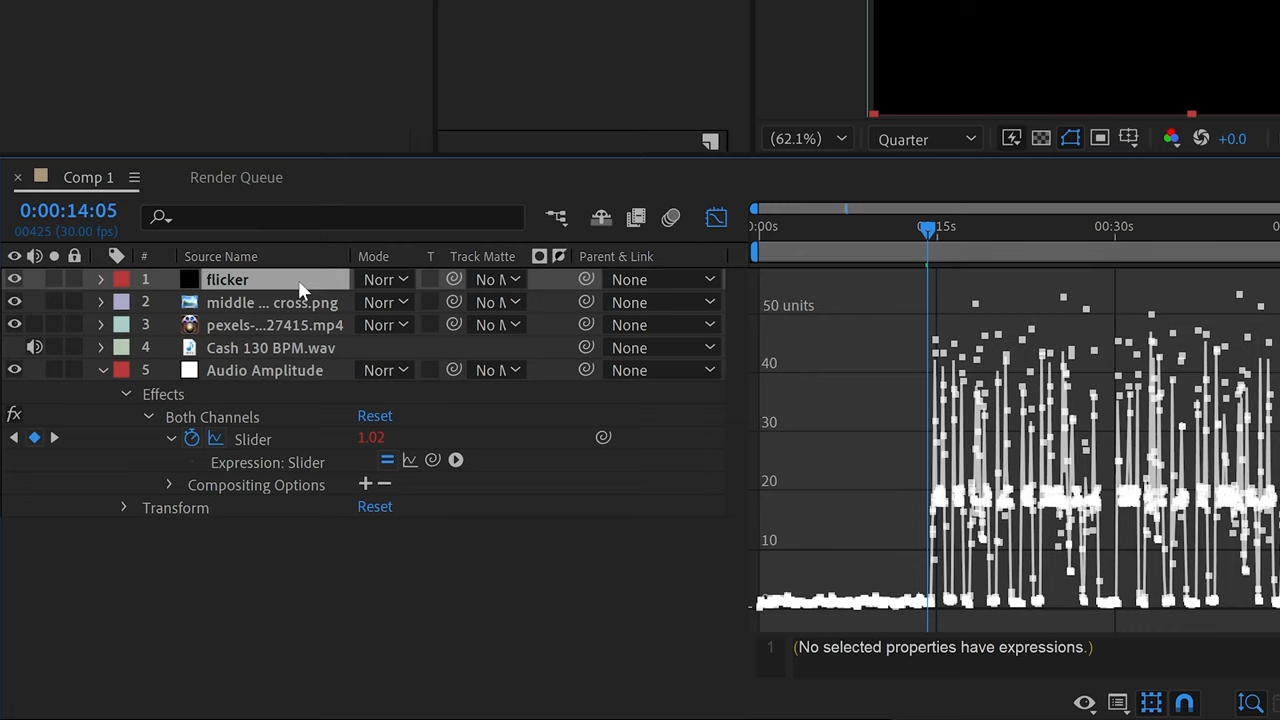 (62.1%) Quarter +0.0
× Comp 1 Render Queue
0:00:14:05
00425 (30.00 fps)
0:00s 00:15s 00:30s
# Source Name Mode T Track Matte Parent & Link
1 flicker Norr No M None
2 middle ... cross.png Norr No M None
3 pexels-...27415.mp4 Norr No M None
4 Cash 130 BPM.wav None
5 Audio Amplitude Norr No M None
Effects
fx Both Channels Reset
Slider 1.02
Expression: Slider
Compositing Options + −
Transform Reset
50 units
40
30
20
10
0
1 (No selected properties have expressions.)